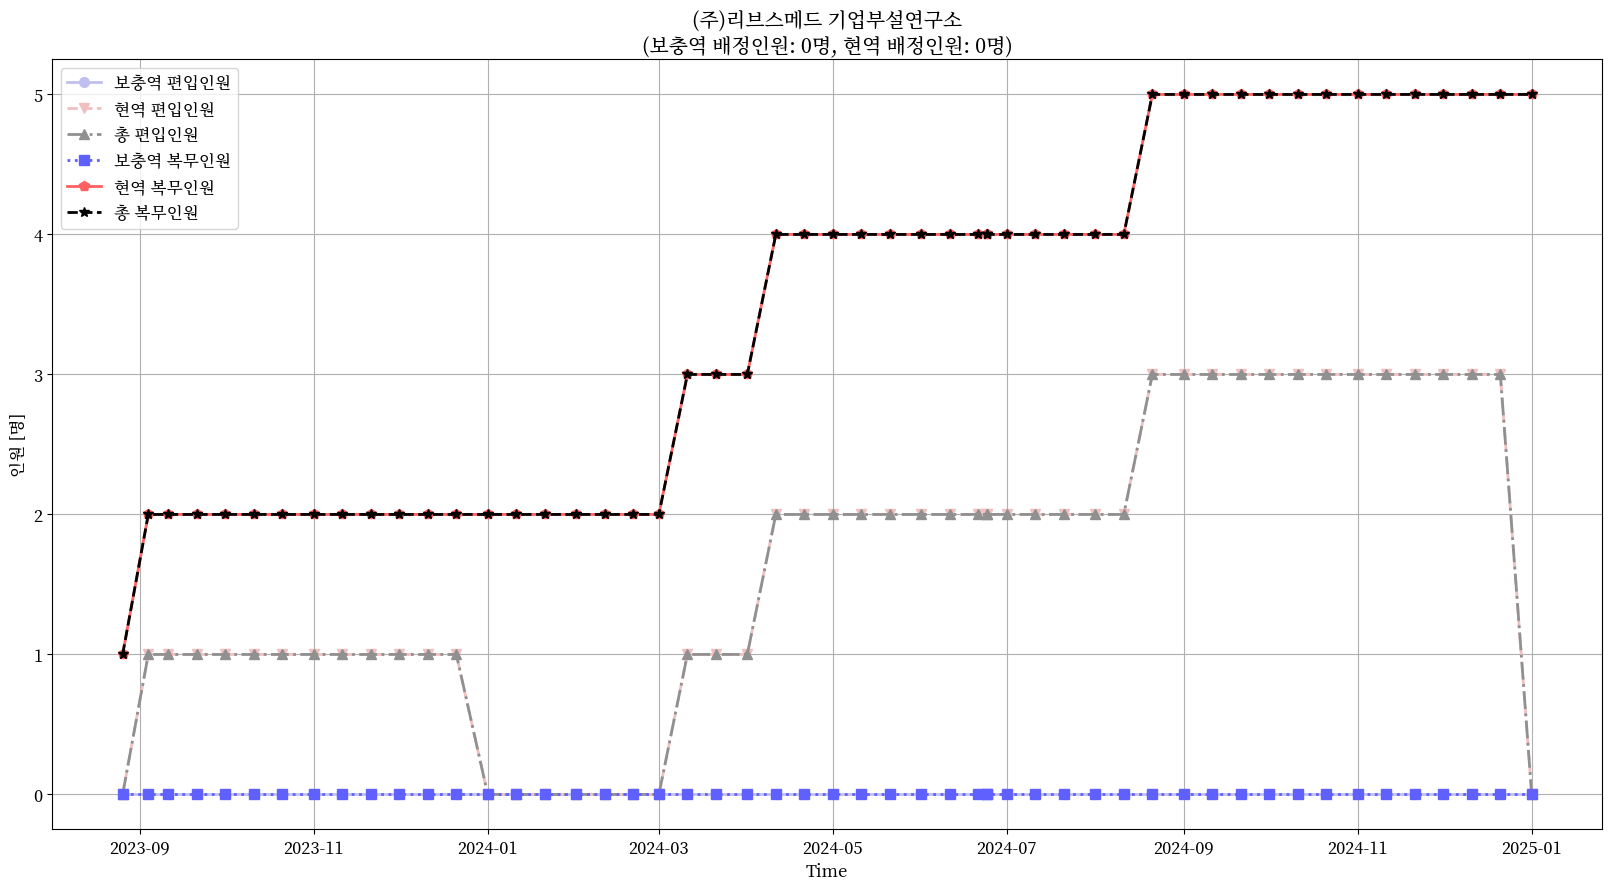 (주)리브스메드 기업부설연구소
(보충역 배정인원: 0명, 현역 배정인원: 0명)
보충역 편입인원
현역 편입인원
총 편입인원
보충역 복무인원
현역 복무인원
총 복무인원
인원 [명]
5
4
3
2
1
0
2023-09
2023-11
2024-01
2024-03
2024-05
2024-07
2024-09
2024-11
2025-01
Time